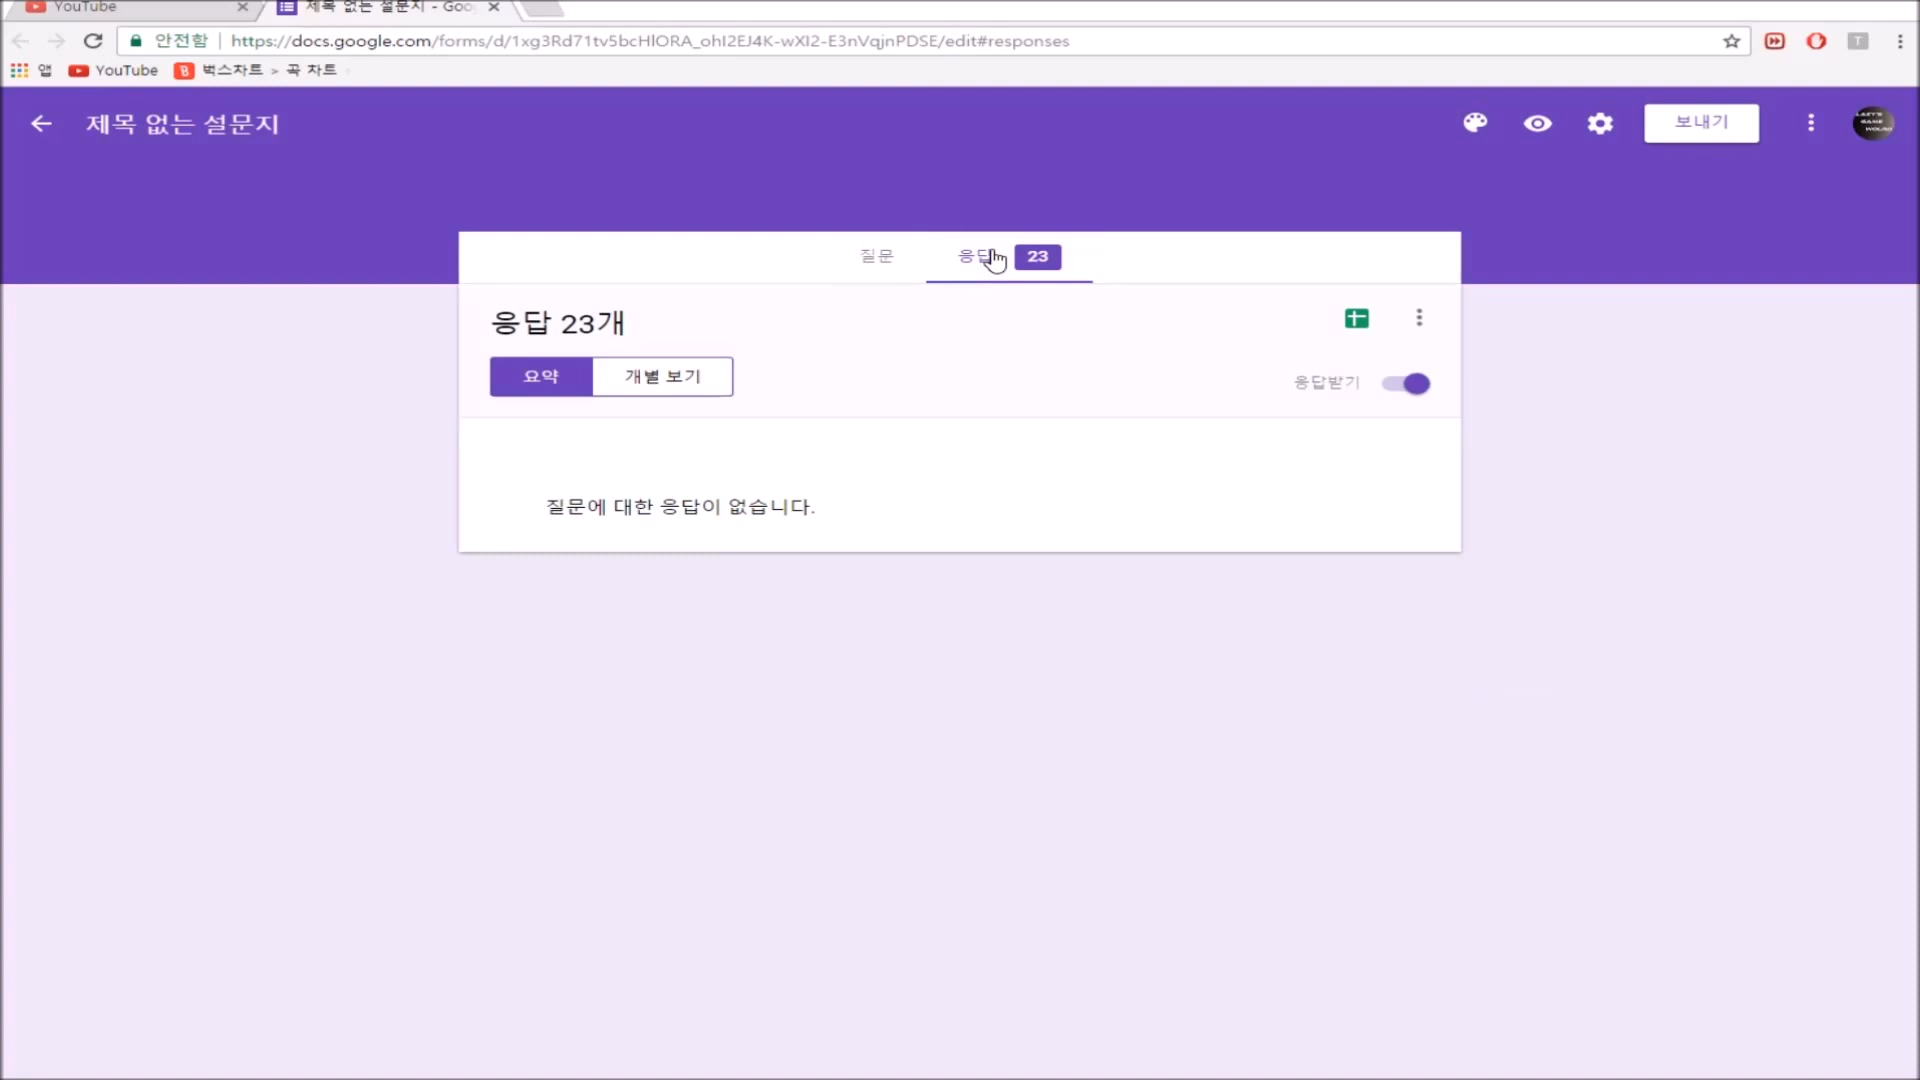 YouTube
제목 없는 설문지 - Goo
안전함 | https://docs.google.com/forms/d/1xg3Rd71tv5bcHlORA_ohI2EJ4K-wXI2-E3nVqjnPDSE/edit#responses
앱 YouTube 벅스차트 > 곡 차트
제목 없는 설문지
보내기
질문 응답 23
응답 23개
요약 개별 보기
응답받기
질문에 대한 응답이 없습니다.